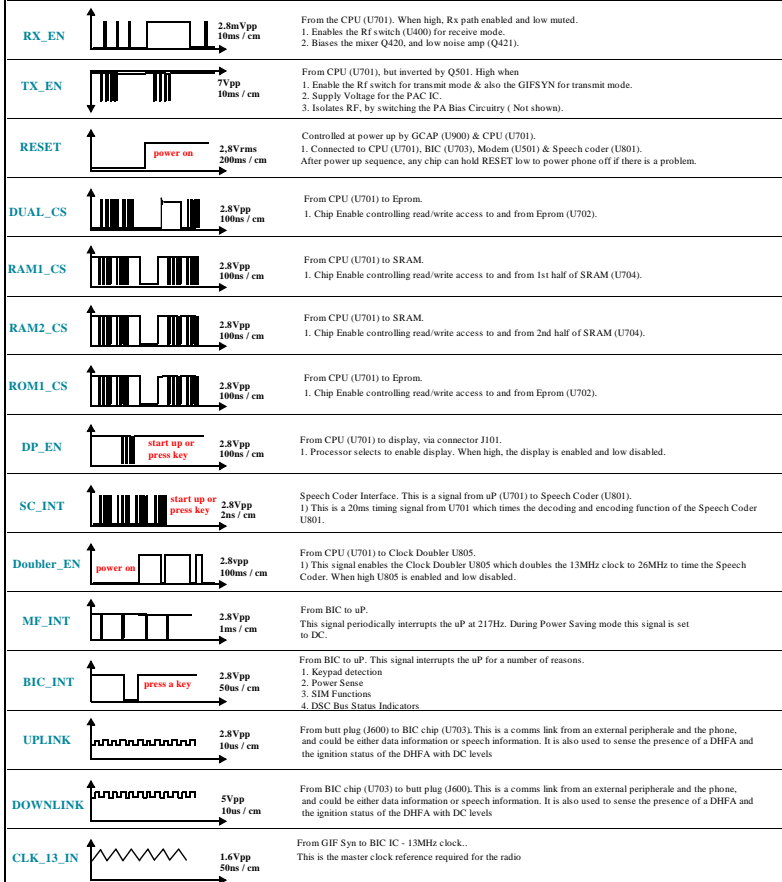 RX_EN
2.8mVpp
10ms / cm
From the CPU (U701). When high, Rx path enabled and low muted.
1. Enables the Rf switch (U400) for receive mode.
2. Biases the mixer Q420, and low noise amp (Q421).
TX_EN
7Vpp
10ms / cm
From CPU (U701), but inverted by Q501. High when
1. Enable the Rf switch for transmit mode & also the GIFSYN for transmit mode.
2. Supply Voltage for the PAC IC.
3. Isolates RF, by switching the PA Bias Circuitry ( Not shown).
RESET
power on
2,8Vrms
200ms / cm
Controlled at power up by GCAP (U900) & CPU (U701).
1. Connected to CPU (U701), BIC (U703), Modem (U501) & Speech coder (U801).
After power up sequence, any chip can hold RESET low to power phone off if there is a problem.
DUAL_CS
2.8Vpp
100ns / cm
From CPU (U701) to Eprom.
1. Chip Enable controlling read/write access to and from Eprom (U702).
RAM1_CS
2.8Vpp
100ns / cm
From CPU (U701) to SRAM.
1. Chip Enable controlling read/write access to and from 1st half of SRAM (U704).
RAM2_CS
2.8Vpp
100ns / cm
From CPU (U701) to SRAM.
1. Chip Enable controlling read/write access to and from 2nd half of SRAM (U704).
ROM1_CS
2.8Vpp
100ns / cm
From CPU (U701) to Eprom.
1. Chip Enable controlling read/write access to and from Eprom (U702).
DP_EN
start up or
press key
2.8Vpp
100ns / cm
From CPU (U701) to display, via connector J101.
1. Processor selects to enable display. When high, the display is enabled and low disabled.
SC_INT
start up or
press key
2.8Vpp
2ns / cm
Speech Coder Interface. This is a signal from uP (U701) to Speech Coder (U801).
1) This is a 20ms timing signal from U701 which times the decoding and encoding function of the Speech Coder
U801.
Doubler_EN
power on
2.8vpp
100ms / cm
From CPU (U701) to Clock Doubler U805.
1) This signal enables the Clock Doubler U805 which doubles the 13MHz clock to 26MHz to time the Speech
Coder. When high U805 is enabled and low disabled.
MF_INT
2.8Vpp
1ms / cm
From BIC to uP.
This signal periodically interrupts the uP at 217Hz. During Power Saving mode this signal is set
to DC.
BIC_INT
press a key
2.8Vpp
50us / cm
From BIC to uP. This signal interrupts the uP for a number of reasons.
1. Keypad detection
2. Power Sense
3. SIM Functions
4. DSC Bus Status Indicators
UPLINK
2.8Vpp
10us / cm
From butt plug (J600) to BIC chip (U703). This is a comms link from an external peripherale and the phone,
and could be either data information or speech information. It is also used to sense the presence of a DHFA and
the ignition status of the DHFA with DC levels
DOWNLINK
5Vpp
10us / cm
From BIC chip (U703) to butt plug (J600). This is a comms link from an external peripherale and the phone,
and could be either data information or speech information. It is also used to sense the presence of a DHFA and
the ignition status of the DHFA with DC levels
CLK_13_IN
1.6Vpp
50ns / cm
From GIF Syn to BIC IC - 13MHz clock..
This is the master clock reference required for the radio